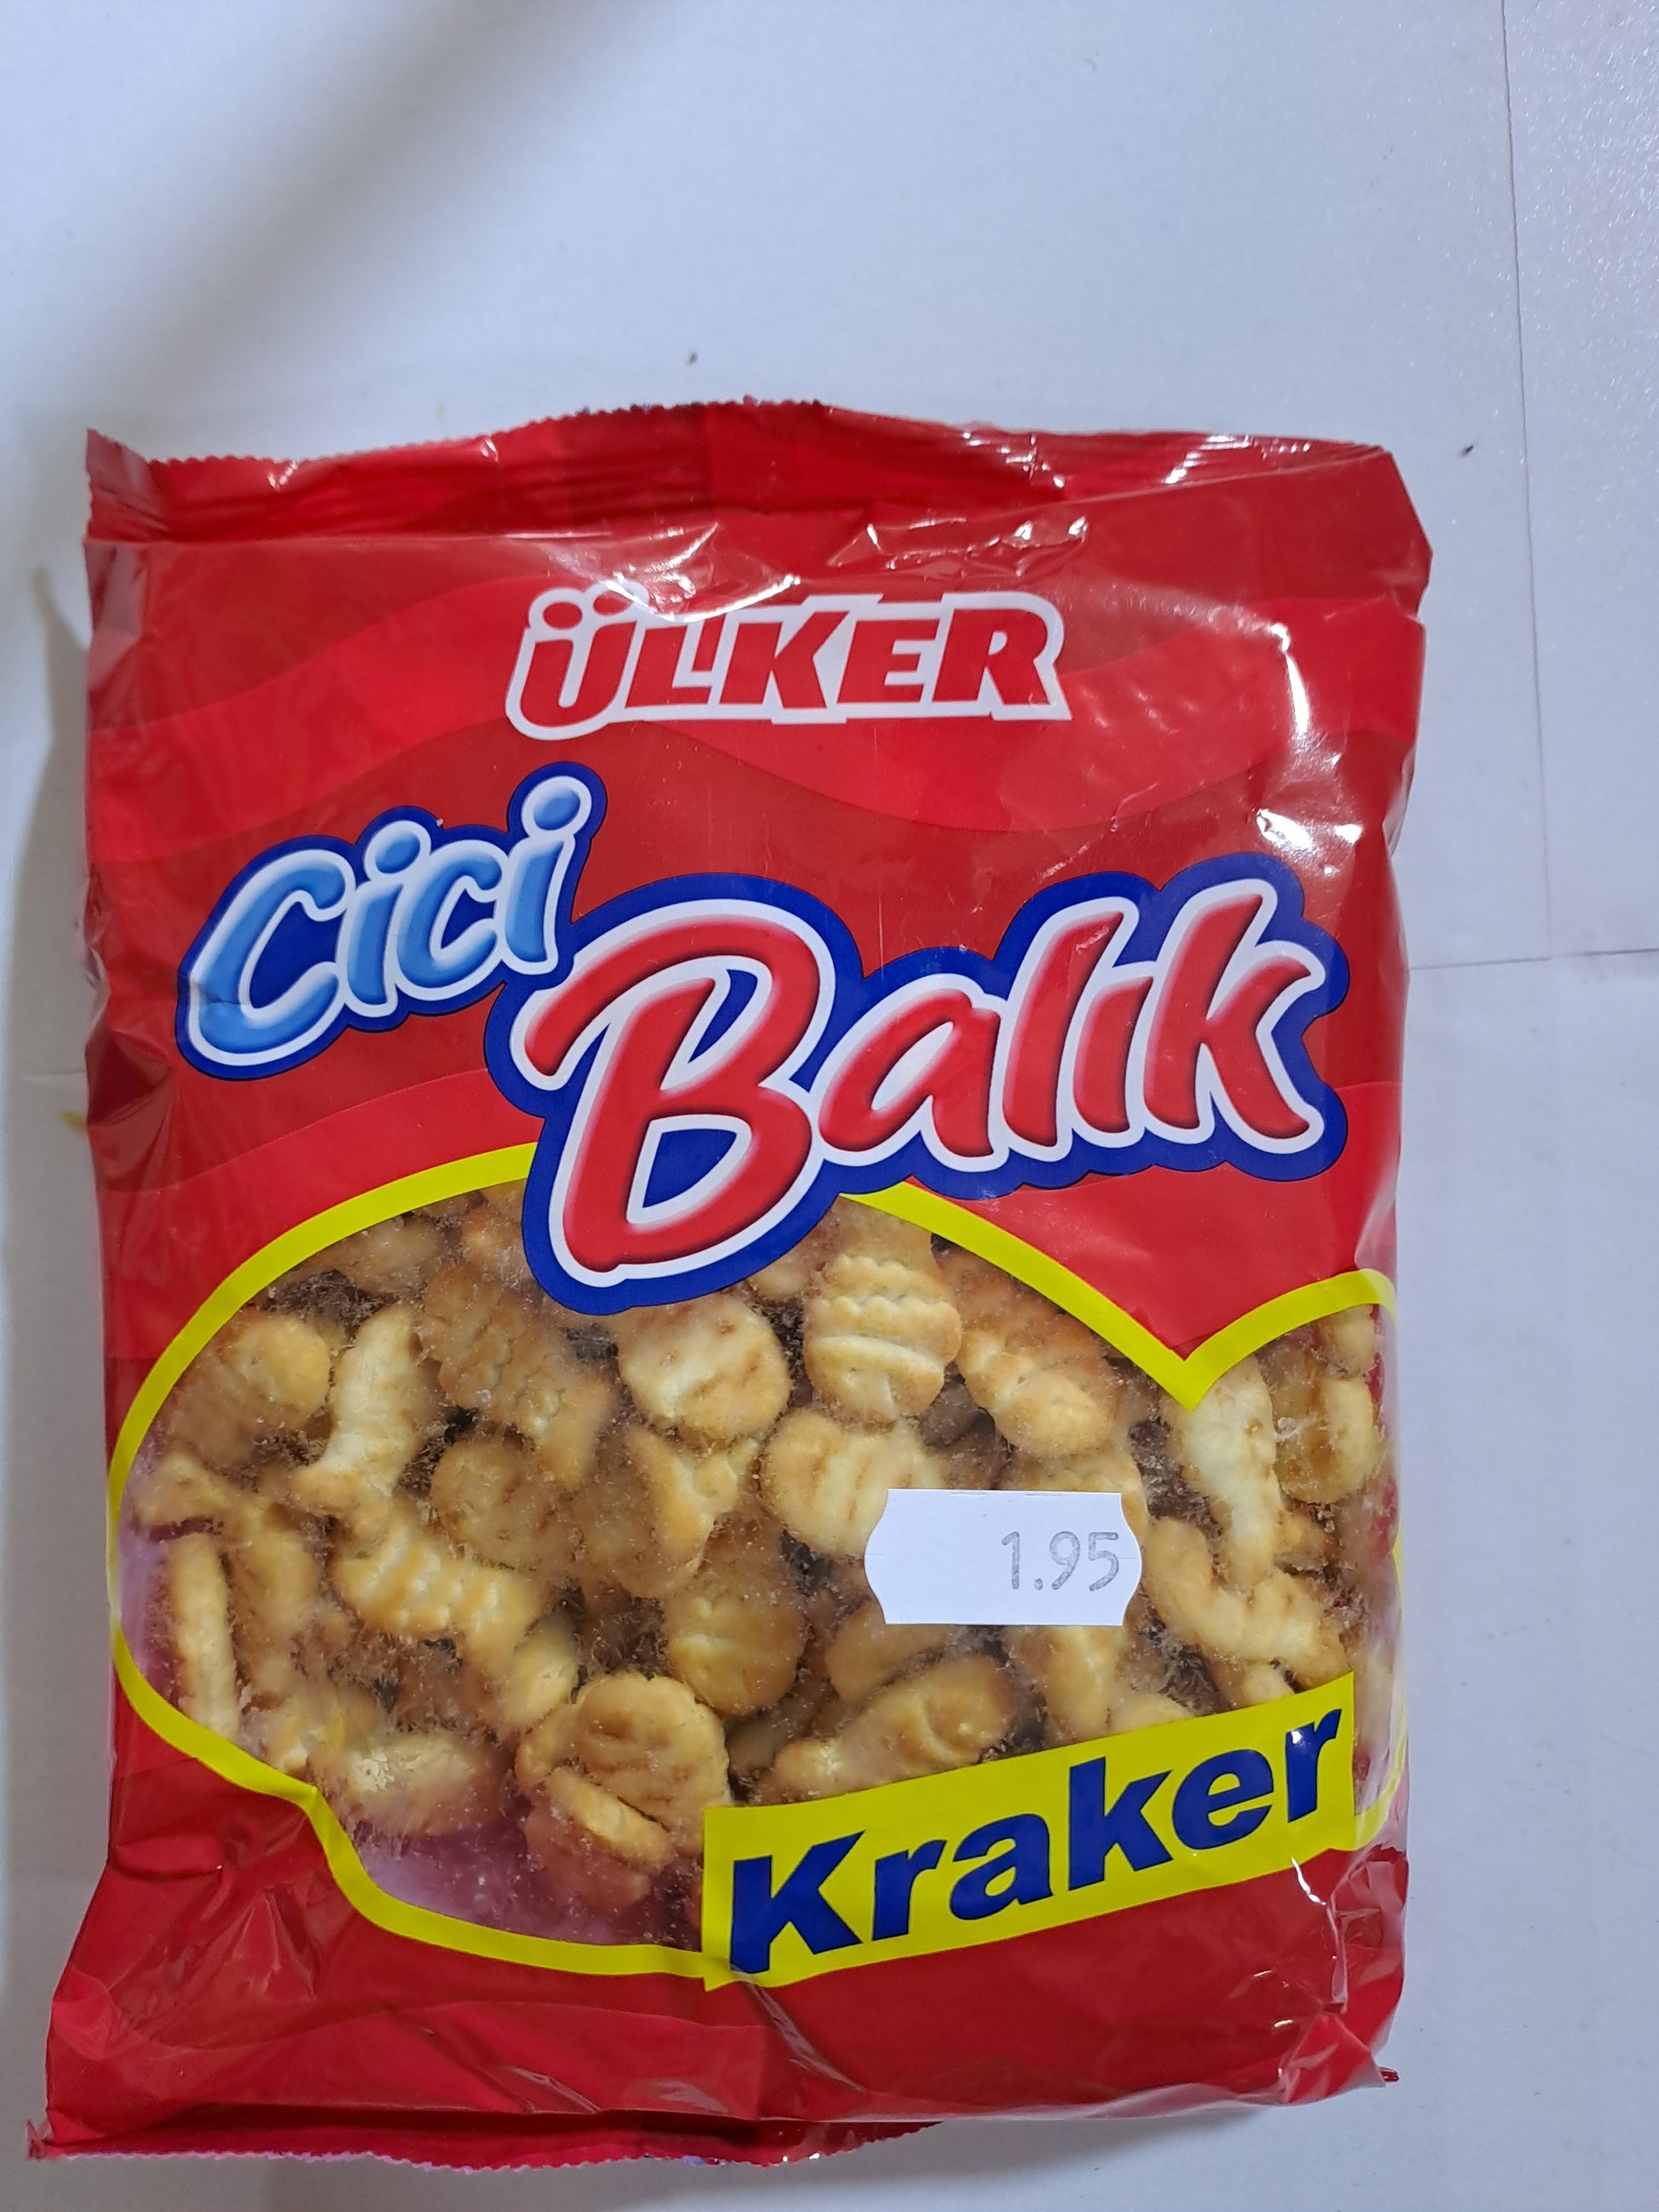 ÜLKER
Cici
Balık
1.95
Kraker